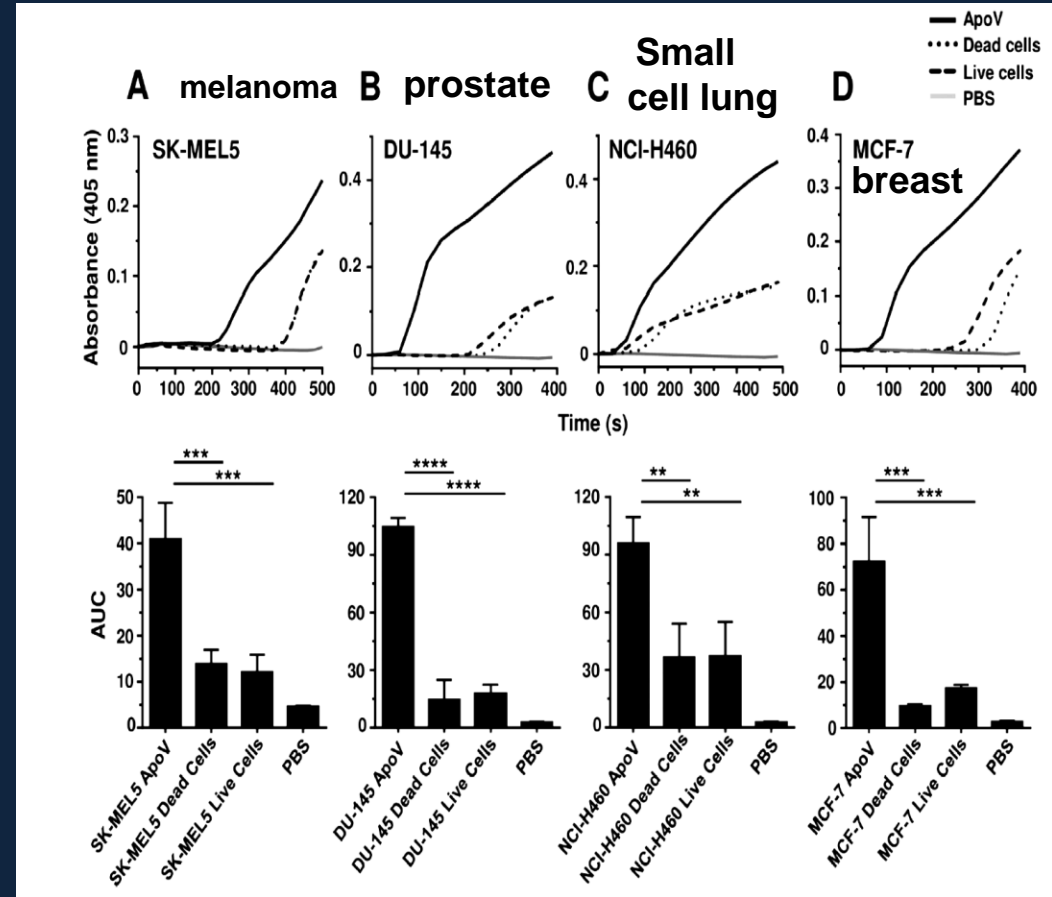 ApoV
Dead cells
Live cells
PBS
A melanoma B prostate C Small cell lung D
Absorbance (405 nm)
SK-MEL5
0.3
0.2
0.1
0
0 100 200 300 400 500
DU-145
0.4
0.2
0
0 100 200 300 400
NCI-H460
0.4
0.2
0
0 100 200 300 400 500
MCF-7
breast
0.4
0.3
0.2
0.1
0
0 100 200 300 400
Time (s)
AUC
***
***
50
40
30
20
10
0
SK-MEL5 ApoV
SK-MEL5 Dead Cells
SK-MEL5 Live Cells
PBS
****
****
120
90
60
30
0
DU-145 ApoV
DU-145 Dead Cells
DU-145 Live Cells
PBS
**
**
120
90
60
30
0
NCI-H460 ApoV
NCI-H460 Dead Cells
NCI-H460 Live Cells
PBS
***
***
100
80
60
40
20
0
MCF-7 ApoV
MCF-7 Dead Cells
MCF-7 Live Cells
PBS